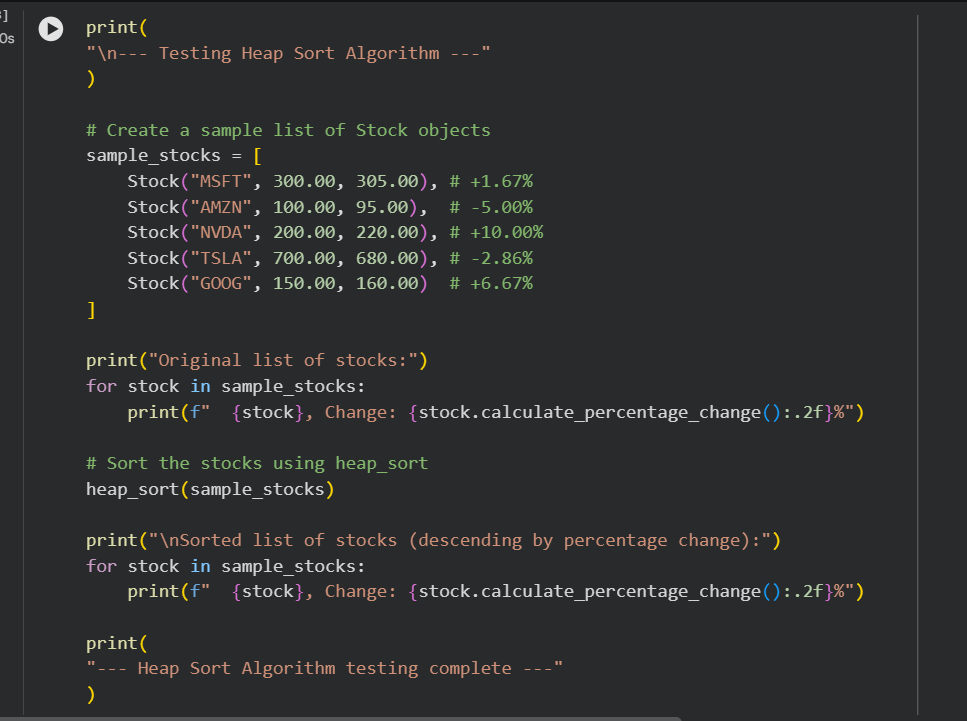 ]
0s
print(
"\n--- Testing Heap Sort Algorithm ---"
)
# Create a sample list of Stock objects
sample_stocks = [
    Stock("MSFT", 300.00, 305.00), # +1.67%
    Stock("AMZN", 100.00, 95.00),  # -5.00%
    Stock("NVDA", 200.00, 220.00), # +10.00%
    Stock("TSLA", 700.00, 680.00), # -2.86%
    Stock("GOOG", 150.00, 160.00)  # +6.67%
]
print("Original list of stocks:")
for stock in sample_stocks:
    print(f"  {stock}, Change: {stock.calculate_percentage_change():.2f}%")
# Sort the stocks using heap_sort
heap_sort(sample_stocks)
print("\nSorted list of stocks (descending by percentage change):")
for stock in sample_stocks:
    print(f"  {stock}, Change: {stock.calculate_percentage_change():.2f}%")
print(
"--- Heap Sort Algorithm testing complete ---"
)